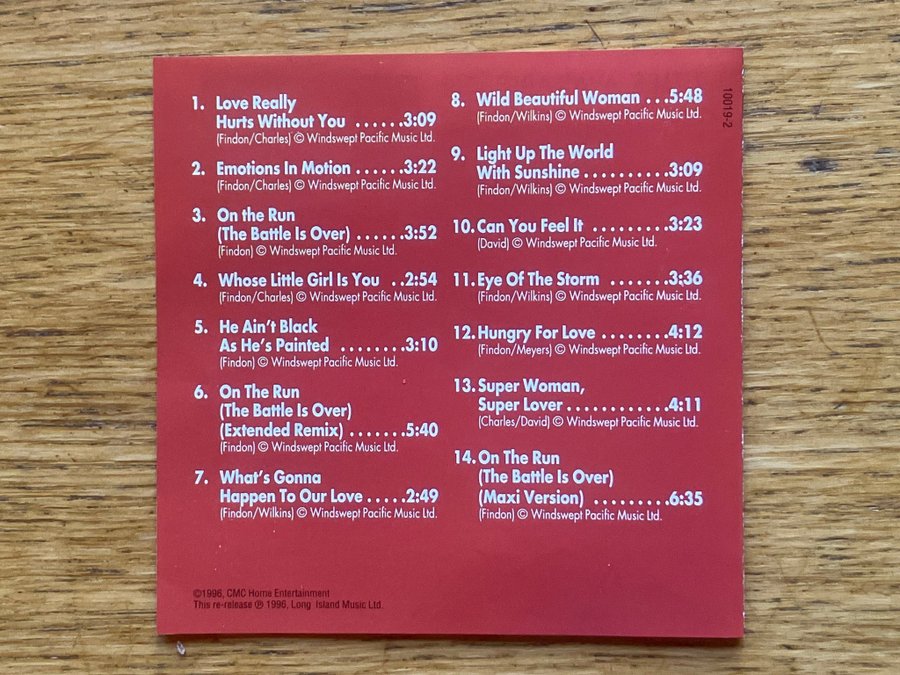 1. Love Really
Hurts Without You ......3:09
(Findon/Charles) © Windswept Pacific Music Ltd.
2. Emotions In Motion ......3:22
(Findon/Charles) © Windswept Pacific Music Ltd.
3. On the Run
(The Battle Is Over) ......3:52
(Findon) © Windswept Pacific Music Ltd.
4. Whose Little Girl Is You ..2:54
(Findon/Charles) © Windswept Pacific Music Ltd.
5. He Ain't Black
As He's Painted ........3:10
(Findon) © Windswept Pacific Music Ltd.
6. On The Run
(The Battle Is Over)
(Extended Remix) .......5:40
(Findon) © Windswept Pacific Music Ltd.
7. What's Gonna
Happen To Our Love .....2:49
(Findon/Wilkins) © Windswept Pacific Music Ltd.
8. Wild Beautiful Woman ...5:48
(Findon/Wilkins) © Windswept Pacific Music Ltd.
9. Light Up The World
With Sunshine ..........3:09
(Findon/Wilkins) © Windswept Pacific Music Ltd.
10. Can You Feel It .........3:23
(David) © Windswept Pacific Music Ltd.
11. Eye Of The Storm .......3:36
(Findon/Wilkins) © Windswept Pacific Music Ltd.
12. Hungry For Love ........4:12
(Findon/Meyers) © Windswept Pacific Music Ltd.
13. Super Woman,
Super Lover ............4:11
(Charles/David) © Windswept Pacific Music Ltd.
14. On The Run
(The Battle Is Over)
(Maxi Version) .........6:35
(Findon) © Windswept Pacific Music Ltd.
10019-2
©1996, CMC Home Entertainment
This re-release ℗ 1996, Long Island Music Ltd.